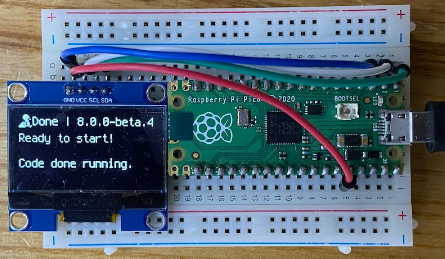 GND VCC SCL SDA
Done | 8.0.0-beta.4
Ready to start!
Code done running.
Raspberry Pi Pico © 2020
BOOTSEL